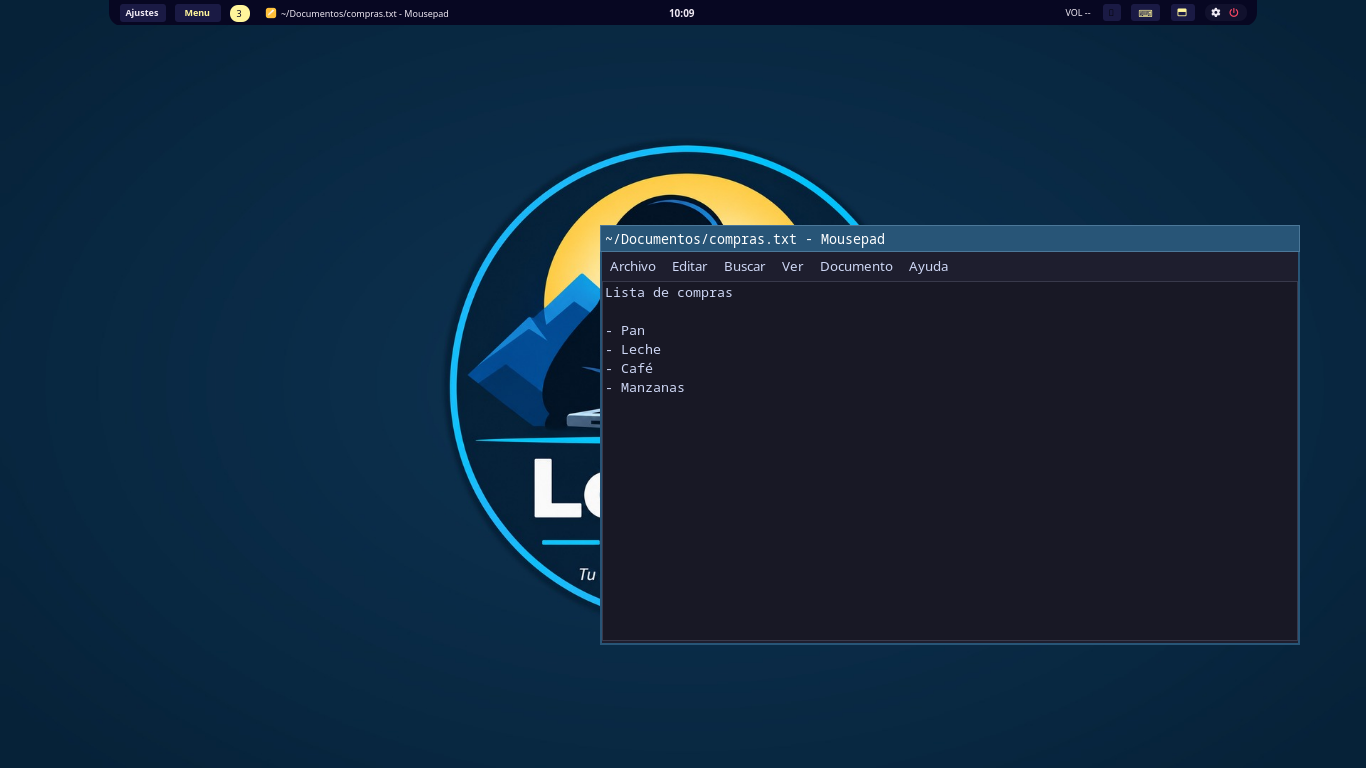 Ajustes Menu 3 ~/Documentos/compras.txt - Mousepad 10:09 VOL --
~/Documentos/compras.txt - Mousepad
Archivo Editar Buscar Ver Documento Ayuda
Lista de compras
- Pan
- Leche
- Café
- Manzanas
Tu